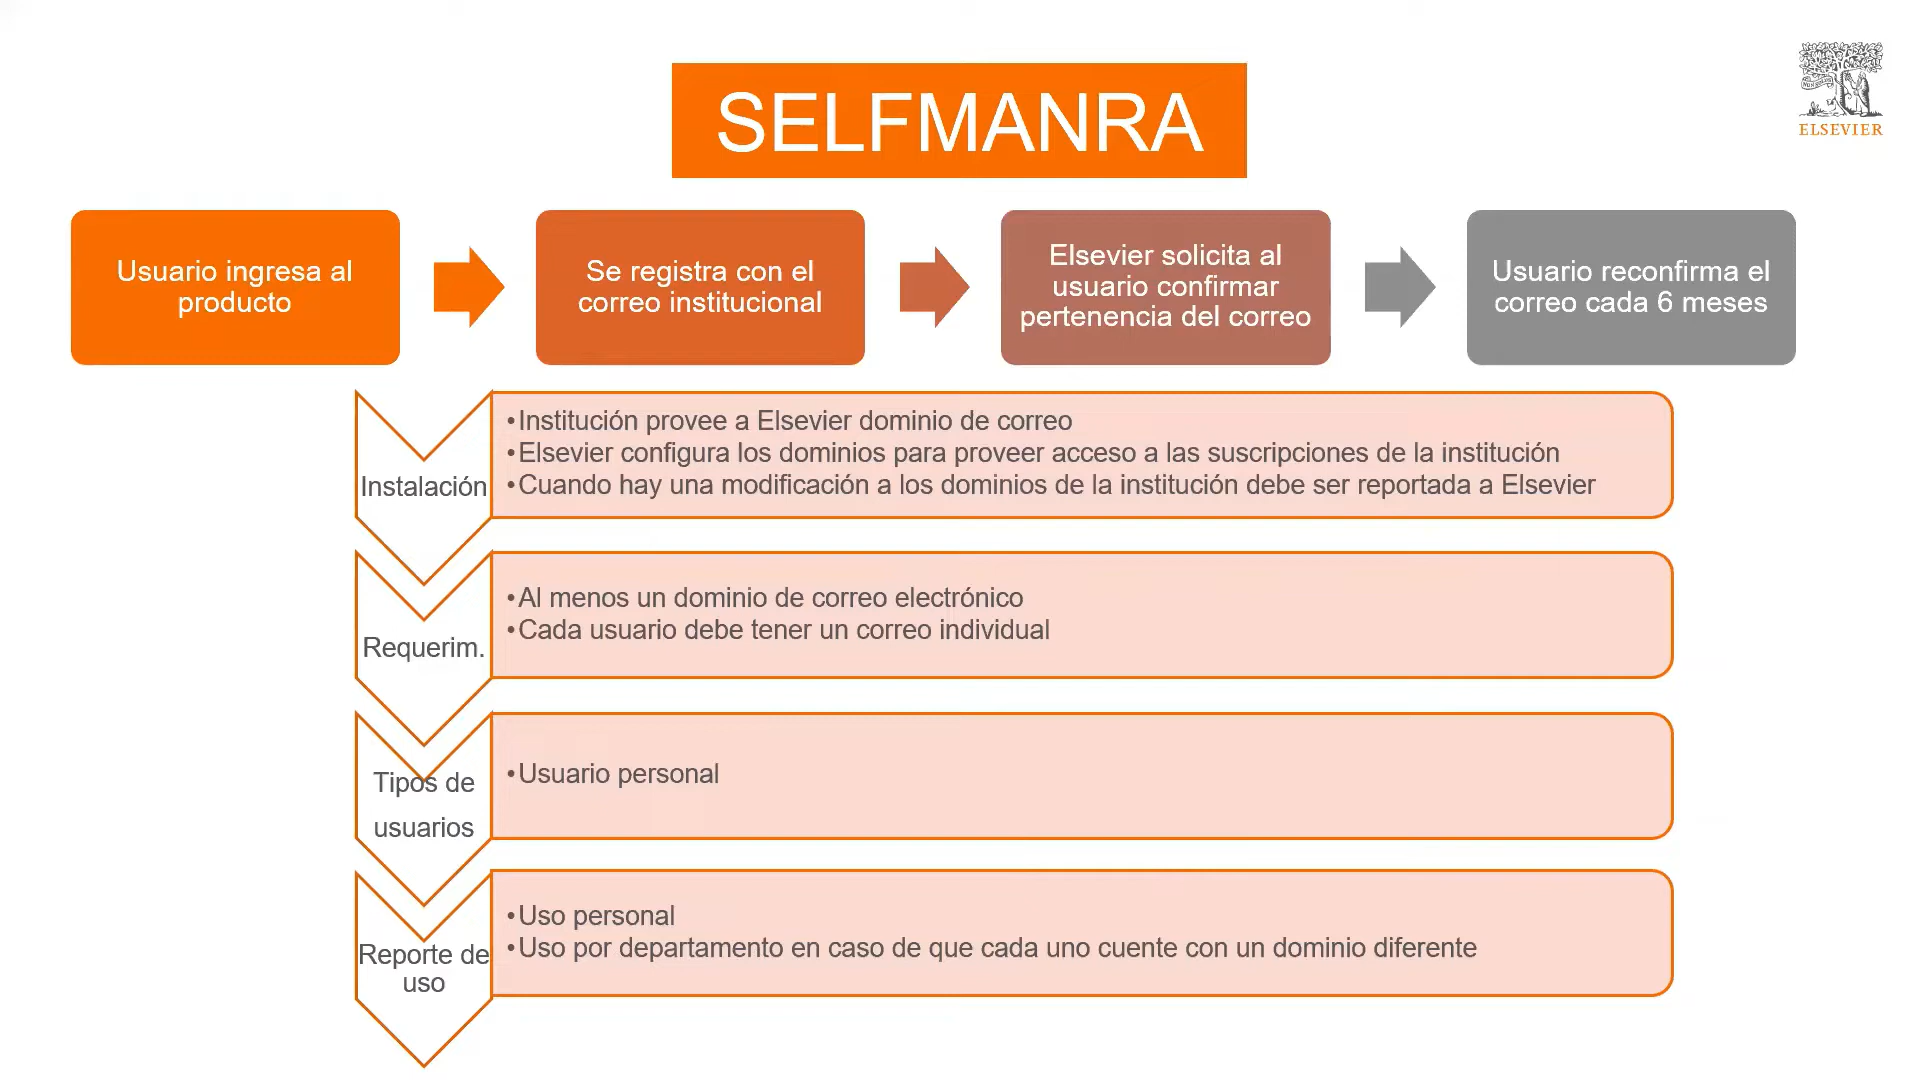 SELFMANRA
ELSEVIER
Usuario ingresa al
producto
Se registra con el
correo institucional
Elsevier solicita al
usuario confirmar
pertenencia del correo
Usuario reconfirma el
correo cada 6 meses
Instalación
•Institución provee a Elsevier dominio de correo
•Elsevier configura los dominios para proveer acceso a las suscripciones de la institución
•Cuando hay una modificación a los dominios de la institución debe ser reportada a Elsevier
Requerim.
•Al menos un dominio de correo electrónico
•Cada usuario debe tener un correo individual
Tipos de
usuarios
•Usuario personal
Reporte de
uso
•Uso personal
•Uso por departamento en caso de que cada uno cuente con un dominio diferente